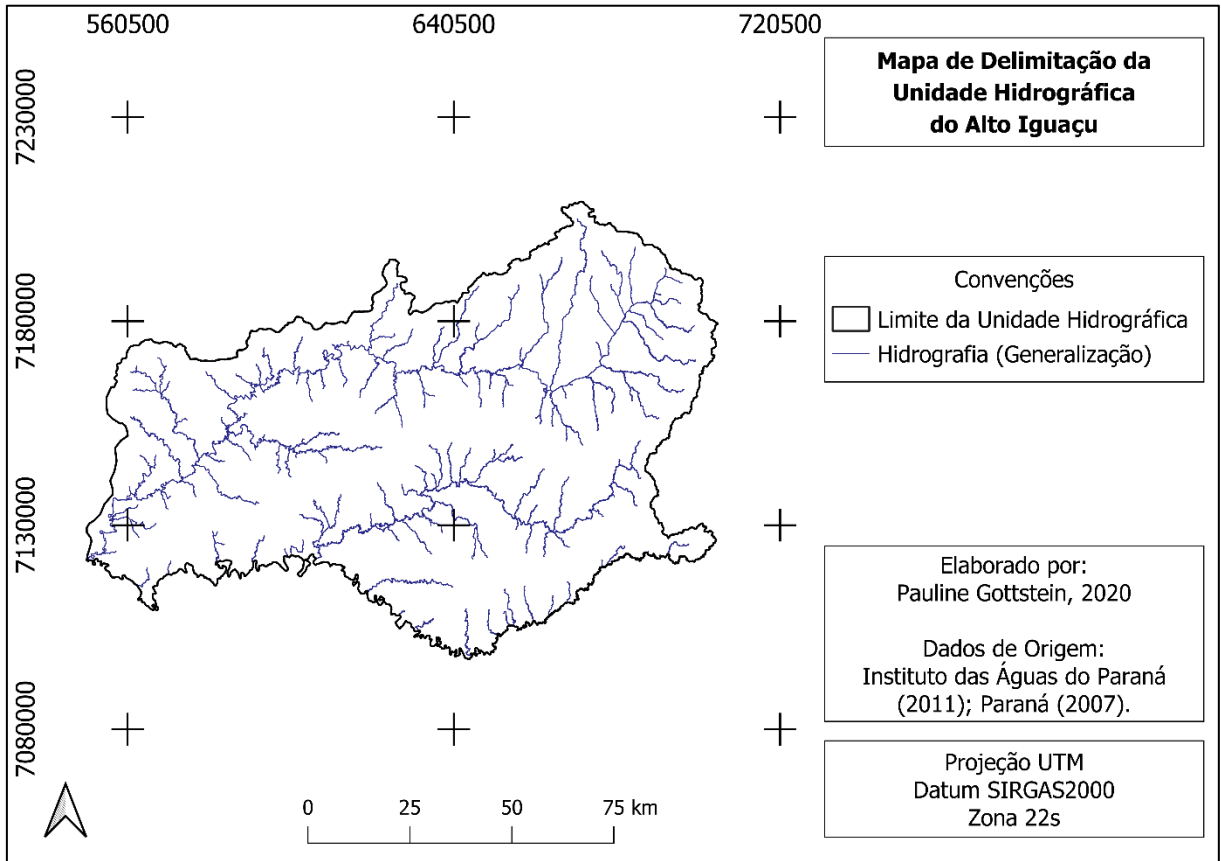 560500
640500
720500
7230000
7180000
7130000
7080000
Mapa de Delimitação da
Unidade Hidrográfica
do Alto Iguaçu
Convenções
Limite da Unidade Hidrográfica
Hidrografia (Generalização)
Elaborado por:
Pauline Gottstein, 2020
Dados de Origem:
Instituto das Águas do Paraná
(2011); Paraná (2007).
Projeção UTM
Datum SIRGAS2000
Zona 22s
0 25 50 75 km